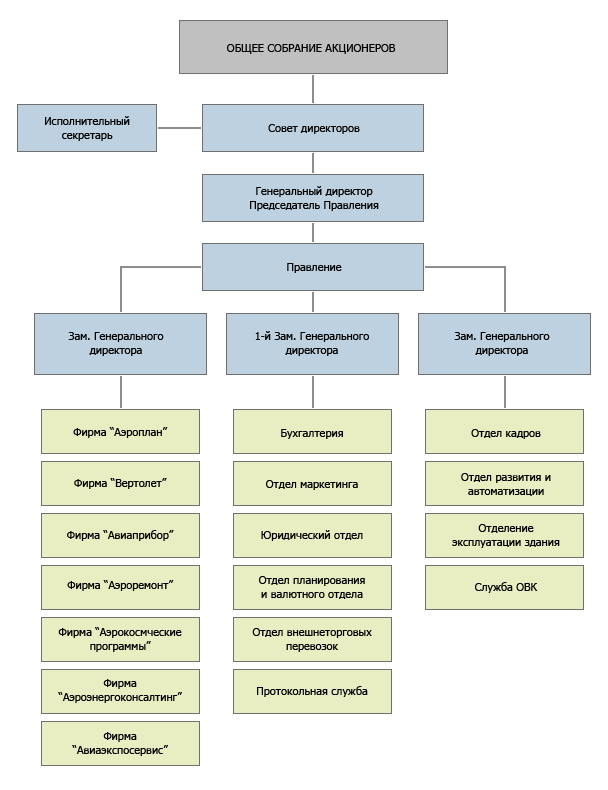 ОБЩЕЕ СОБРАНИЕ АКЦИОНЕРОВ
Исполнительный
секретарь
Совет директоров
Генеральный директор
Председатель Правления
Правление
Зам. Генерального
директора
1-й Зам. Генерального
директора
Зам. Генерального
директора
Фирма “Аэроплан”
Фирма “Вертолет”
Фирма “Авиаприбор”
Фирма “Аэроремонт”
Фирма “Аэрокосмческие
программы”
Фирма
“Аэроэнергоконсалтинг”
Фирма
“Авиаэкспосервис”
Бухгалтерия
Отдел маркетинга
Юридический отдел
Отдел планирования
и валютного отдела
Отдел внешнеторговых
перевозок
Протокольная служба
Отдел кадров
Отдел развития и
автоматизации
Отделение
эксплуатации здания
Служба ОВК